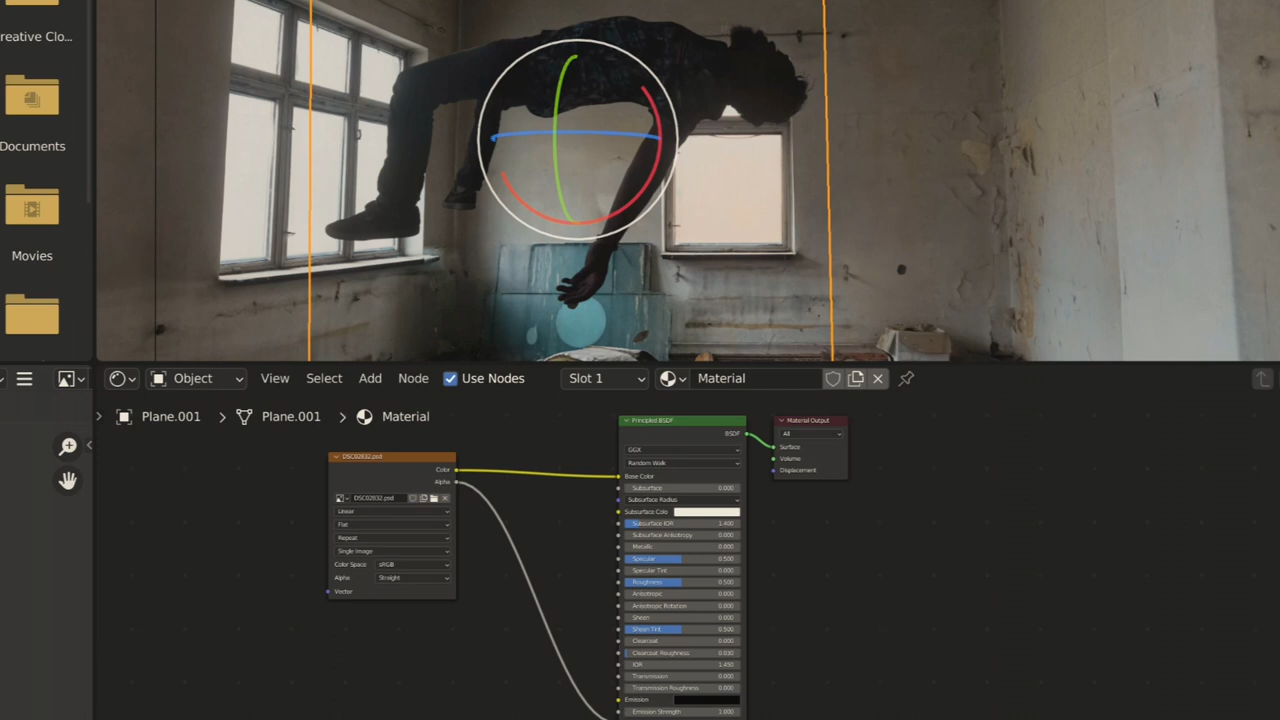 reative Clo...
Documents
Movies
Object
View
Select
Add
Node
Use Nodes
Slot 1
Material
Plane.001
Plane.001
Material
DSC02832.psd
Color
Alpha
DSC02832.psd
Linear
Flat
Repeat
Single Image
Color Space
sRGB
Alpha
Straight
Vector
Principled BSDF
BSDF
GGX
Random Walk
Base Color
Subsurface 0.000
Subsurface Radius
Subsurface Colo
Subsurface IOR 1.400
Subsurface Anisotropy 0.000
Metallic 0.000
Specular 0.500
Specular Tint 0.000
Roughness 0.500
Anisotropic 0.000
Anisotropic Rotation 0.000
Sheen 0.000
Sheen Tint 0.500
Clearcoat 0.000
Clearcoat Roughness 0.030
IOR 1.450
Transmission 0.000
Transmission Roughness 0.000
Emission
Emission Strength 1.000
Material Output
All
Surface
Volume
Displacement